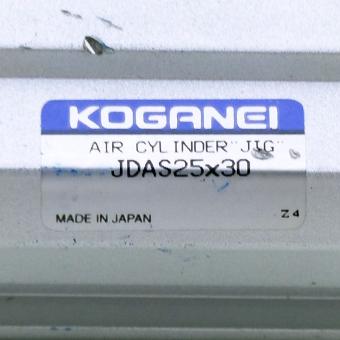 KOGANEI
AIR CYLINDER "JIG"
JDAS25x30
MADE IN JAPAN Z4